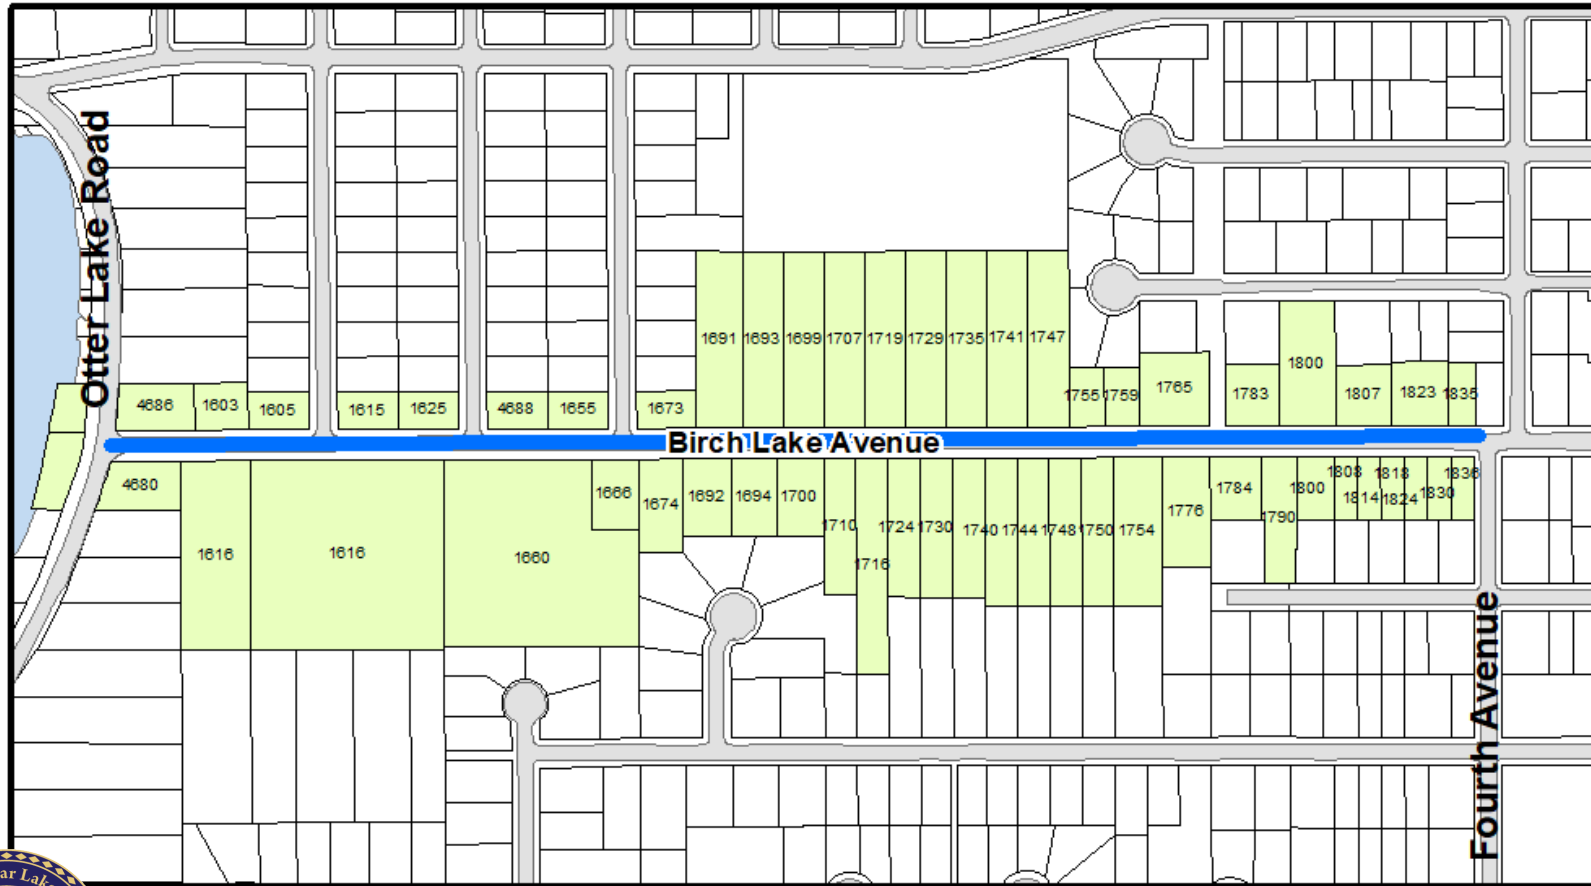 Otter Lake Road
1691 1693 1699 1707 1719 1729 1735 1741 1747
1800
4686 1603 1605 1615 1625 4688 1655 1673
1755 1759 1765 1783 1807 1823 1835
Birch Lake Avenue
4680
1666 1674 1692 1694 1700
1710 1716 1724 1730 1740 1744 1748 1750 1754
1776 1784 1790 1800 1808 1814 1818 1824 1830 1836
1616 1616 1660
Fourth Avenue
ar Lak